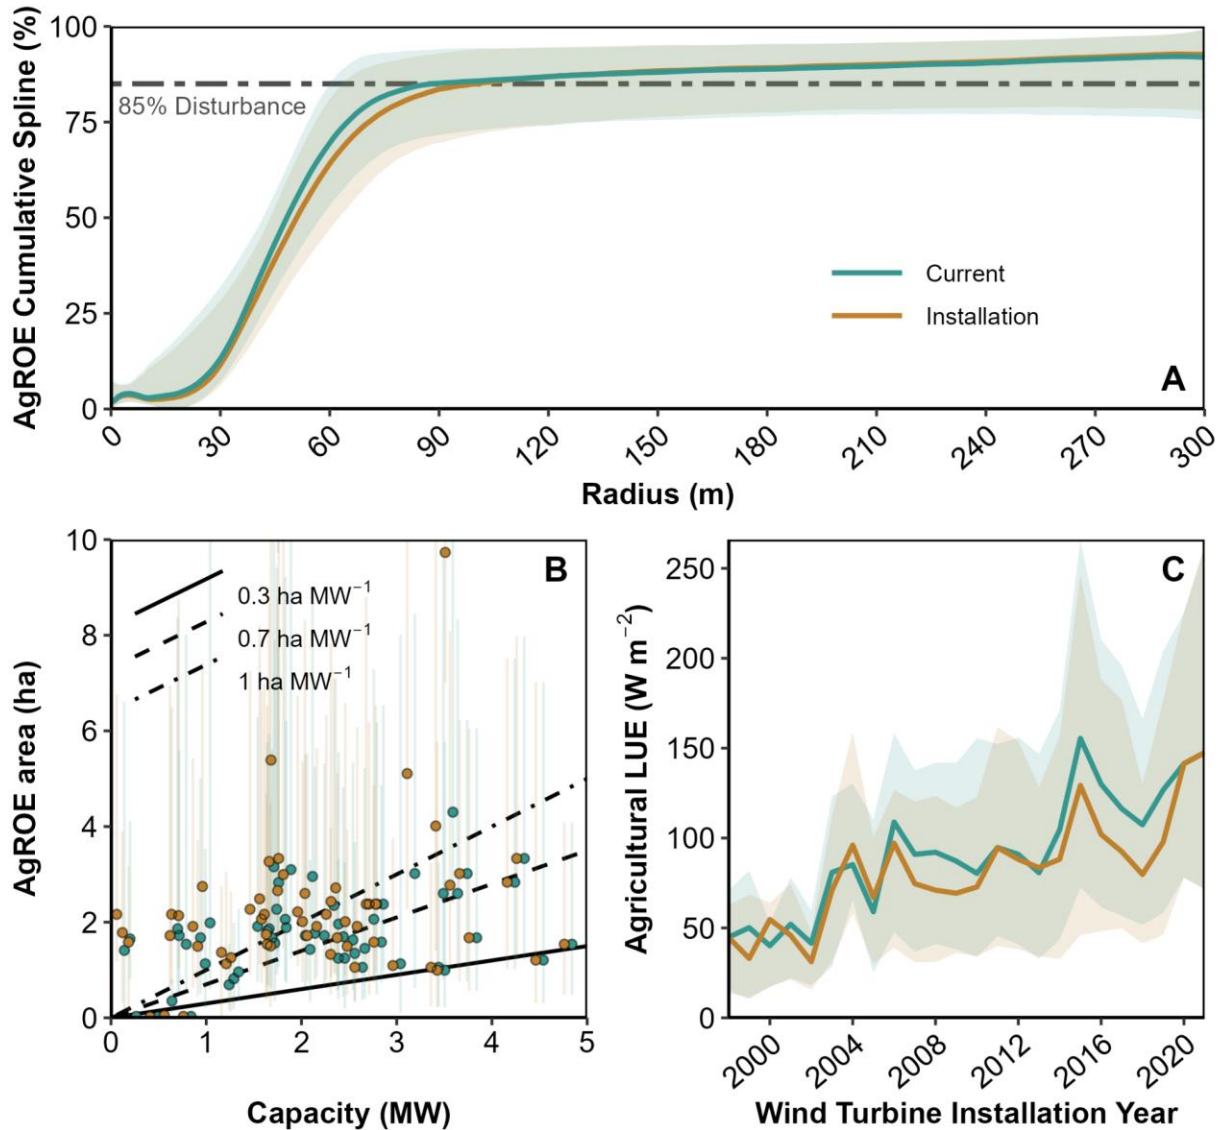 AgROE Cumulative Spline (%)
100
75
50
25
0
85% Disturbance
Current
Installation
A
0 30 60 90 120 150 180 210 240 270 300
Radius (m)
AgROE area (ha)
10
8
6
4
2
0
0.3 ha MW⁻¹
0.7 ha MW⁻¹
1 ha MW⁻¹
B
0 1 2 3 4 5
Capacity (MW)
Agricultural LUE (W m⁻²)
250
200
150
100
50
0
C
2000 2004 2008 2012 2016 2020
Wind Turbine Installation Year